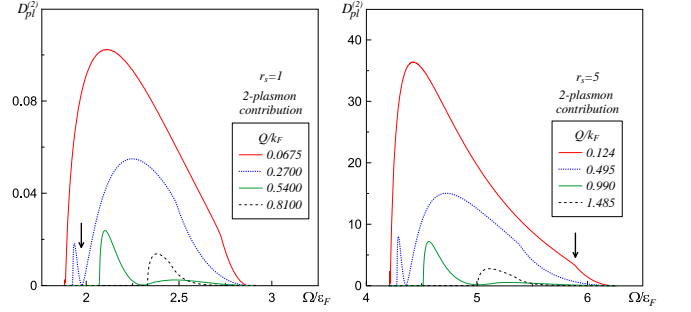 D_pl^(2)
0.08
0.04
0
2
2.5
3
Ω/ε_F
r_s=1
2-plasmon
contribution
Q/k_F
0.0675
0.2700
0.5400
0.8100
D_pl^(2)
40
30
20
10
0
4
5
6
Ω/ε_F
r_s=5
2-plasmon
contribution
Q/k_F
0.124
0.495
0.990
1.485